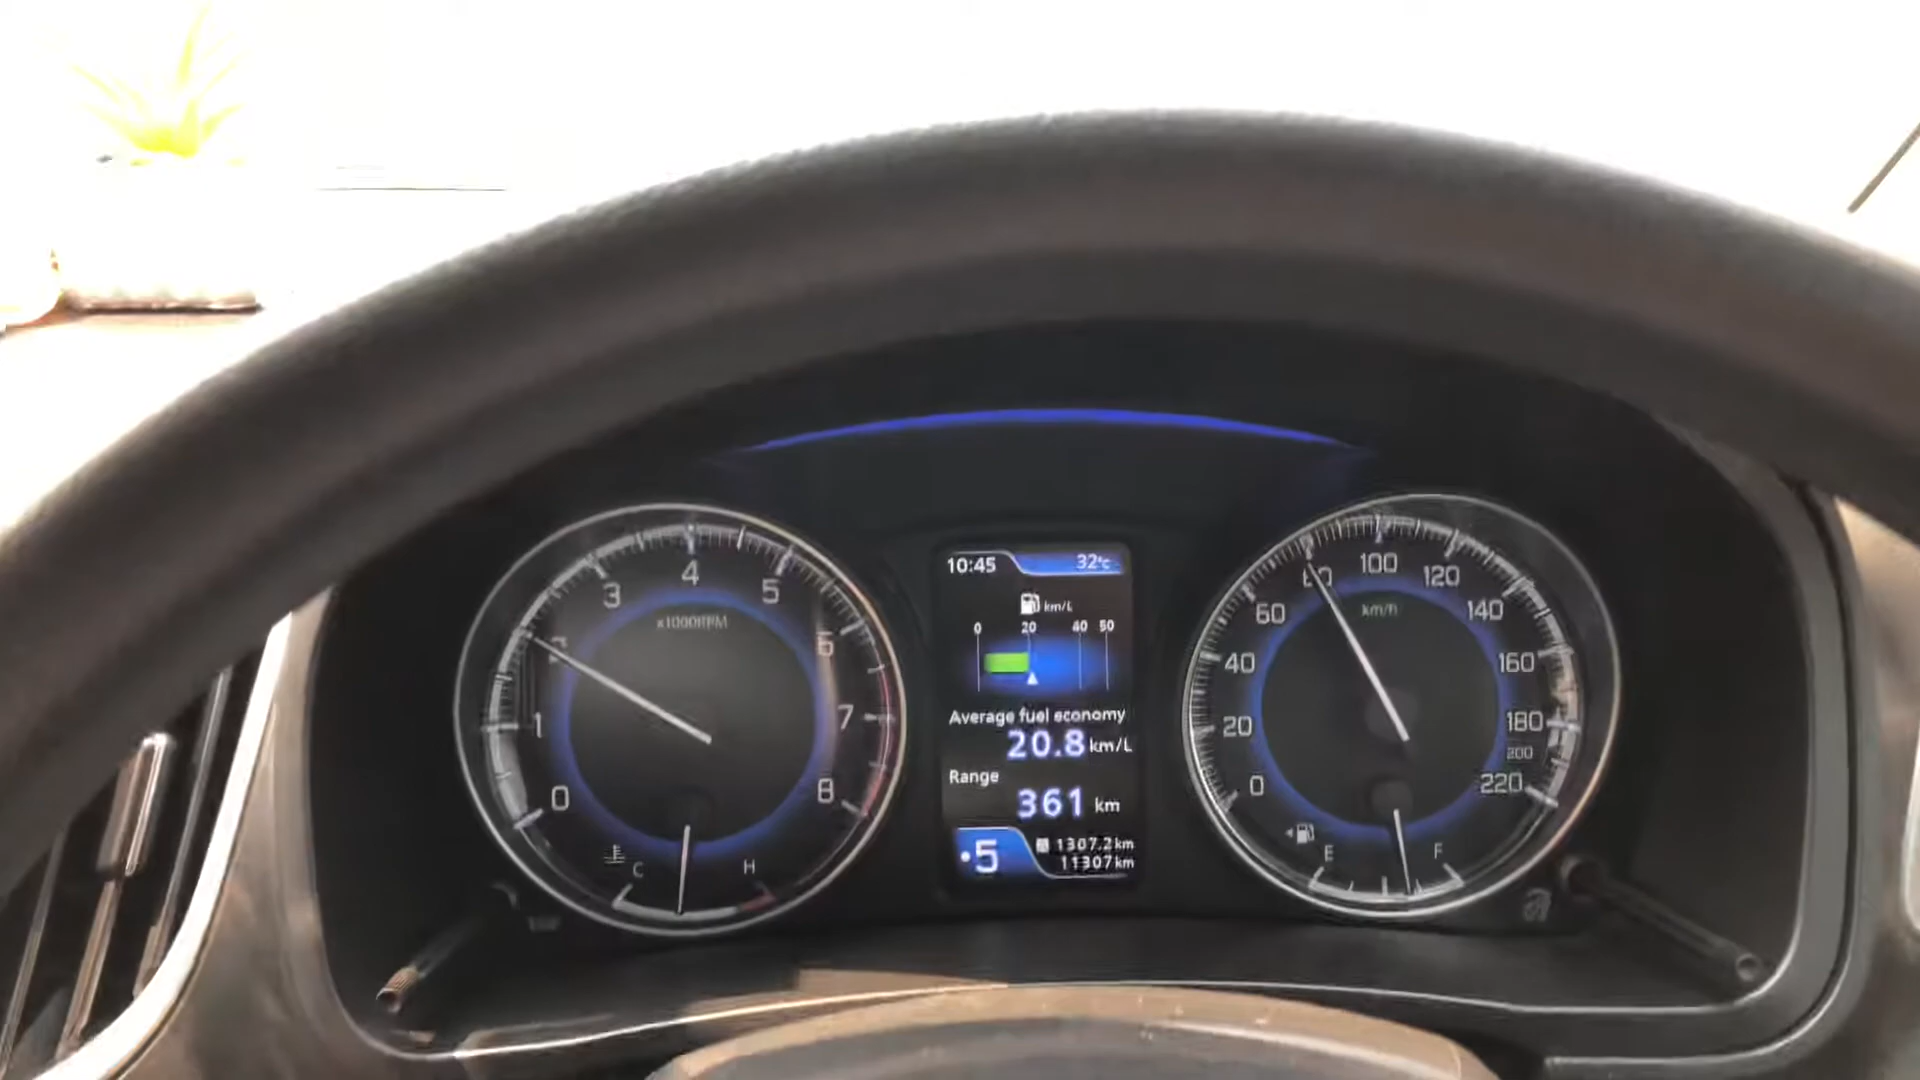 4
3
5
x1000RPM
2
6
1
7
0
8
C
H
10:45
32°C
km/L
0 20 40 50
Average fuel economy
20.8 km/L
Range
361 km
5
1307.2 km
11307 km
100
80
120
km/h
60
140
40
160
20
180
200
0
220
E
F